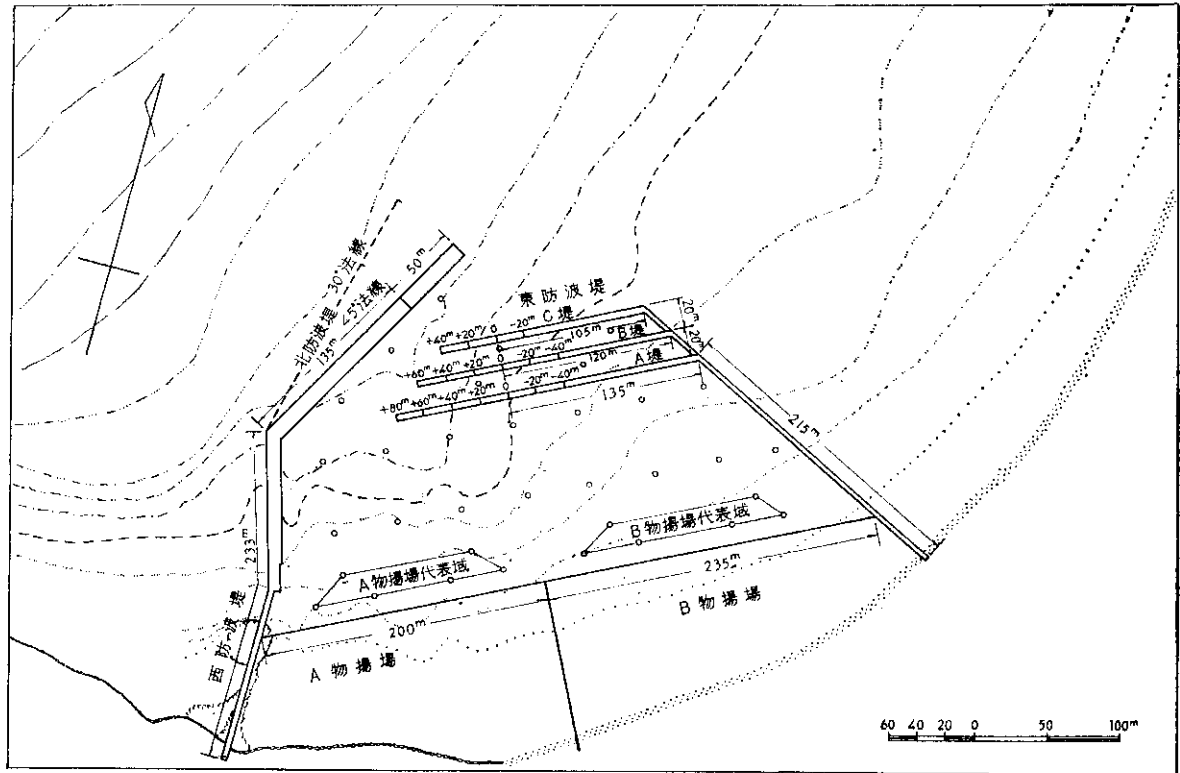 北防波堤
30°法線
45°法線
135m
50m
東防波堤
C堤
+40m +20m 0 -20m
105m
B堤
+60m +40m +20m 0 -20m -40m
120m
A堤
+80m +60m +40m +20m 0 -20m -40m
135m
20m
20m
215m
233m
西防波堤
A物揚場代表域
B物揚場代表域
200m
235m
A物揚場
B物揚場
60 40 20 0 50 100m